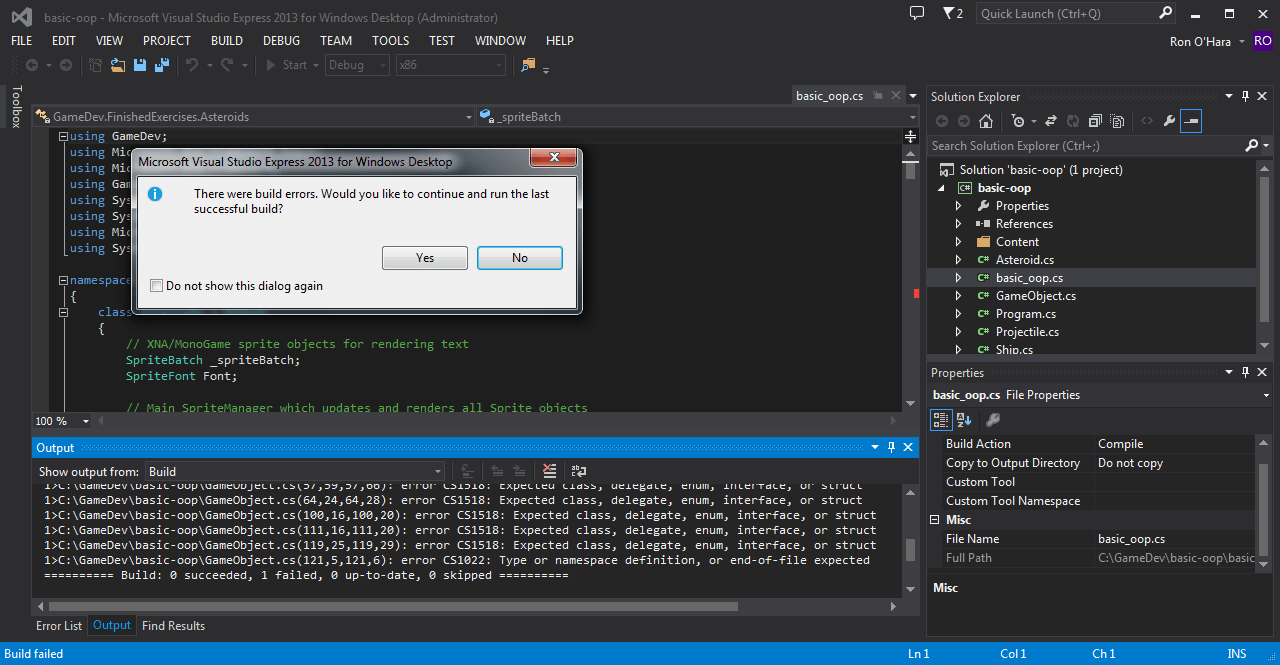 basic-oop - Microsoft Visual Studio Express 2013 for Windows Desktop (Administrator)
2
Quick Launch (Ctrl+Q)
FILE EDIT VIEW PROJECT BUILD DEBUG TEAM TOOLS TEST WINDOW HELP
Ron O'Hara RO
Start Debug x86
Toolbox
basic_oop.cs
GameDev.FinishedExercises.Asteroids
_spriteBatch
using GameDev;
using Mic
using Mic
using Gam
using Sys
using Sys
using Mic
using Sys
namespace
{
class
{
// XNA/MonoGame sprite objects for rendering text
SpriteBatch _spriteBatch;
SpriteFont Font;
// Main SpriteManager which updates and renders all Sprite objects
100 %
Microsoft Visual Studio Express 2013 for Windows Desktop
There were build errors. Would you like to continue and run the last
successful build?
Yes No
Do not show this dialog again
Output
Show output from: Build
1>C:\GameDev\basic-oop\GameObject.cs(57,59,57,60): error CS1518: Expected class, delegate, enum, interface, or struct
1>C:\GameDev\basic-oop\GameObject.cs(64,24,64,28): error CS1518: Expected class, delegate, enum, interface, or struct
1>C:\GameDev\basic-oop\GameObject.cs(100,16,100,20): error CS1518: Expected class, delegate, enum, interface, or struct
1>C:\GameDev\basic-oop\GameObject.cs(111,16,111,20): error CS1518: Expected class, delegate, enum, interface, or struct
1>C:\GameDev\basic-oop\GameObject.cs(119,25,119,29): error CS1518: Expected class, delegate, enum, interface, or struct
1>C:\GameDev\basic-oop\GameObject.cs(121,5,121,6): error CS1022: Type or namespace definition, or end-of-file expected
========== Build: 0 succeeded, 1 failed, 0 up-to-date, 0 skipped ==========
Error List Output Find Results
Solution Explorer
Search Solution Explorer (Ctrl+;)
Solution 'basic-oop' (1 project)
C# basic-oop
Properties
References
Content
C# Asteroid.cs
C# basic_oop.cs
C# GameObject.cs
C# Program.cs
C# Projectile.cs
C# Ship.cs
Properties
basic_oop.cs File Properties
Build Action Compile
Copy to Output Directory Do not copy
Custom Tool
Custom Tool Namespace
Misc
File Name basic_oop.cs
Full Path C:\GameDev\basic-oop\basic
Misc
Build failed Ln 1 Col 1 Ch 1 INS